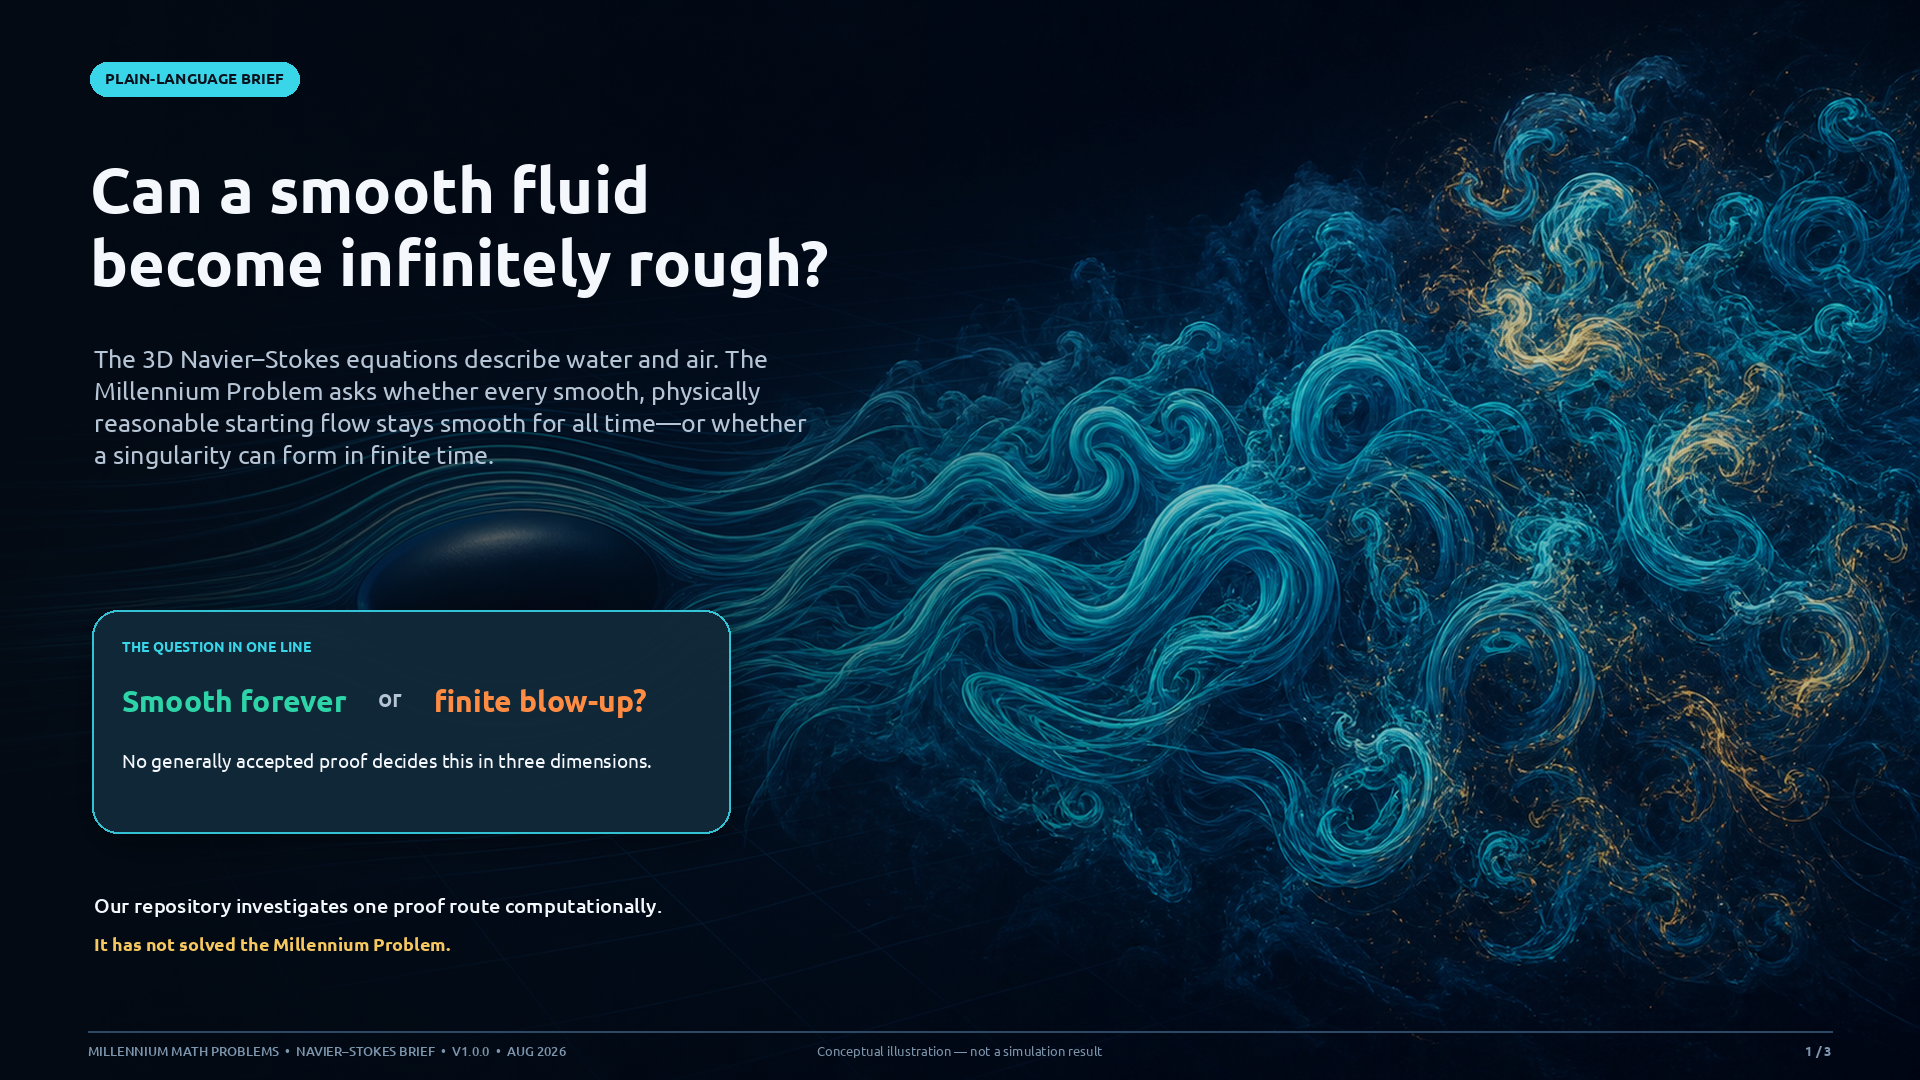 PLAIN-LANGUAGE BRIEF
Can a smooth fluid
become infinitely rough?
The 3D Navier–Stokes equations describe water and air. The
Millennium Problem asks whether every smooth, physically
reasonable starting flow stays smooth for all time—or whether
a singularity can form in finite time.
THE QUESTION IN ONE LINE
Smooth forever or finite blow-up?
No generally accepted proof decides this in three dimensions.
Our repository investigates one proof route computationally.
It has not solved the Millennium Problem.
MILLENNIUM MATH PROBLEMS • NAVIER–STOKES BRIEF • V1.0.0 • AUG 2026
Conceptual illustration — not a simulation result
1 / 3